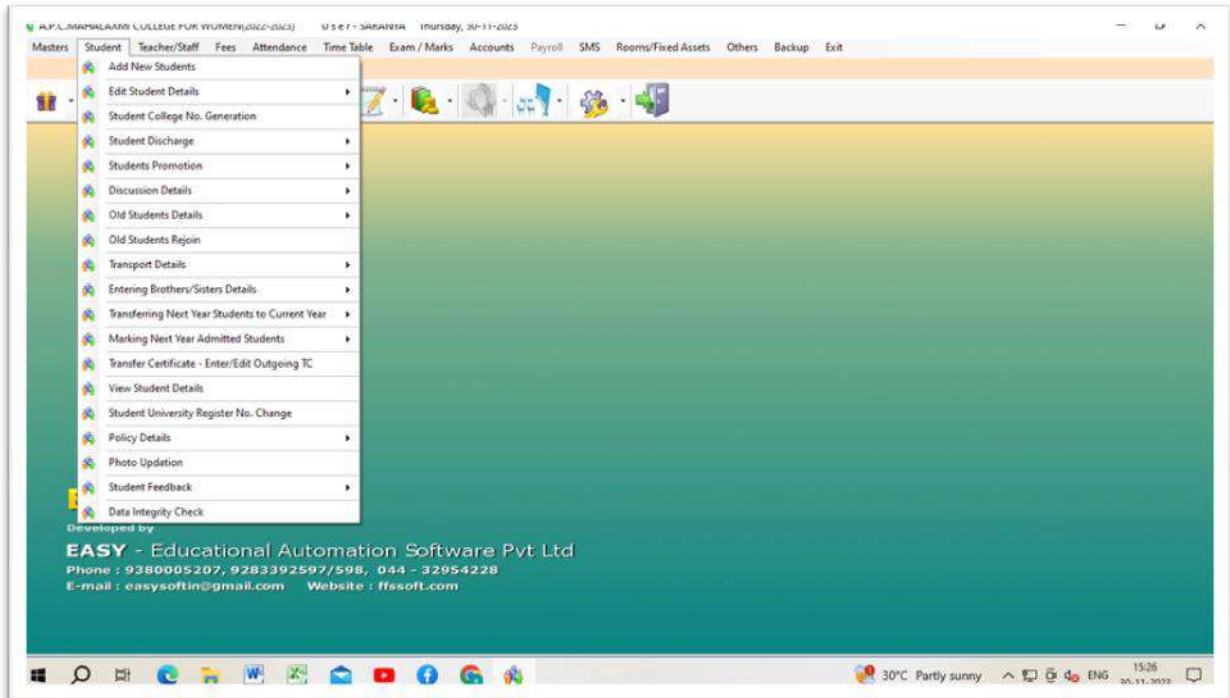 A.P.C.MAHALAXMI COLLEGE FOR WOMEN(2022-2023) U s e r - SARANYA Thursday, 30-11-2023
Masters Student Teacher/Staff Fees Attendance Time Table Exam / Marks Accounts Payroll SMS Rooms/Fixed Assets Others Backup Exit
Add New Students
Edit Student Details
Student College No. Generation
Student Discharge
Students Promotion
Discussion Details
Old Students Details
Old Students Rejoin
Transport Details
Entering Brothers/Sisters Details
Transferring Next Year Students to Current Year
Marking Next Year Admitted Students
Transfer Certificate - Enter/Edit Outgoing TC
View Student Details
Student University Register No. Change
Policy Details
Photo Updation
Student Feedback
Data Integrity Check
Developed by
EASY - Educational Automation Software Pvt Ltd
Phone : 9380005207, 9283392597/598, 044 - 32954228
E-mail : easysoftin@gmail.com Website : ffssoft.com
30°C Partly sunny ENG 15:26
30-11-2023